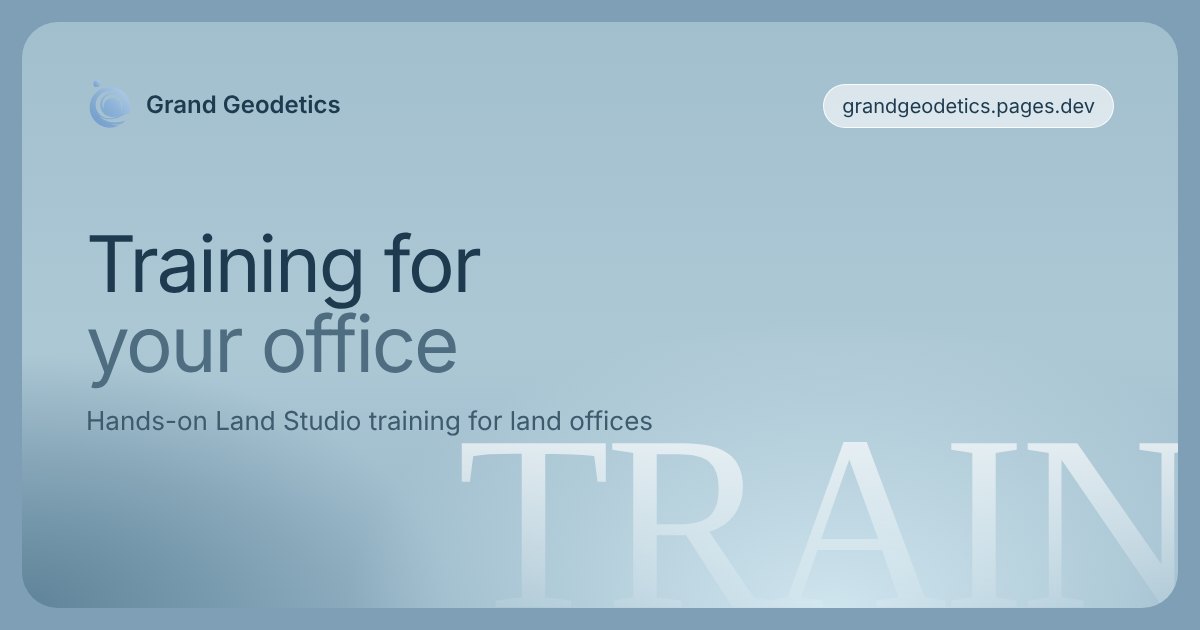 Grand Geodetics
grandgeodetics.pages.dev
Training for
your office
Hands-on Land Studio training for land offices
TRAIN